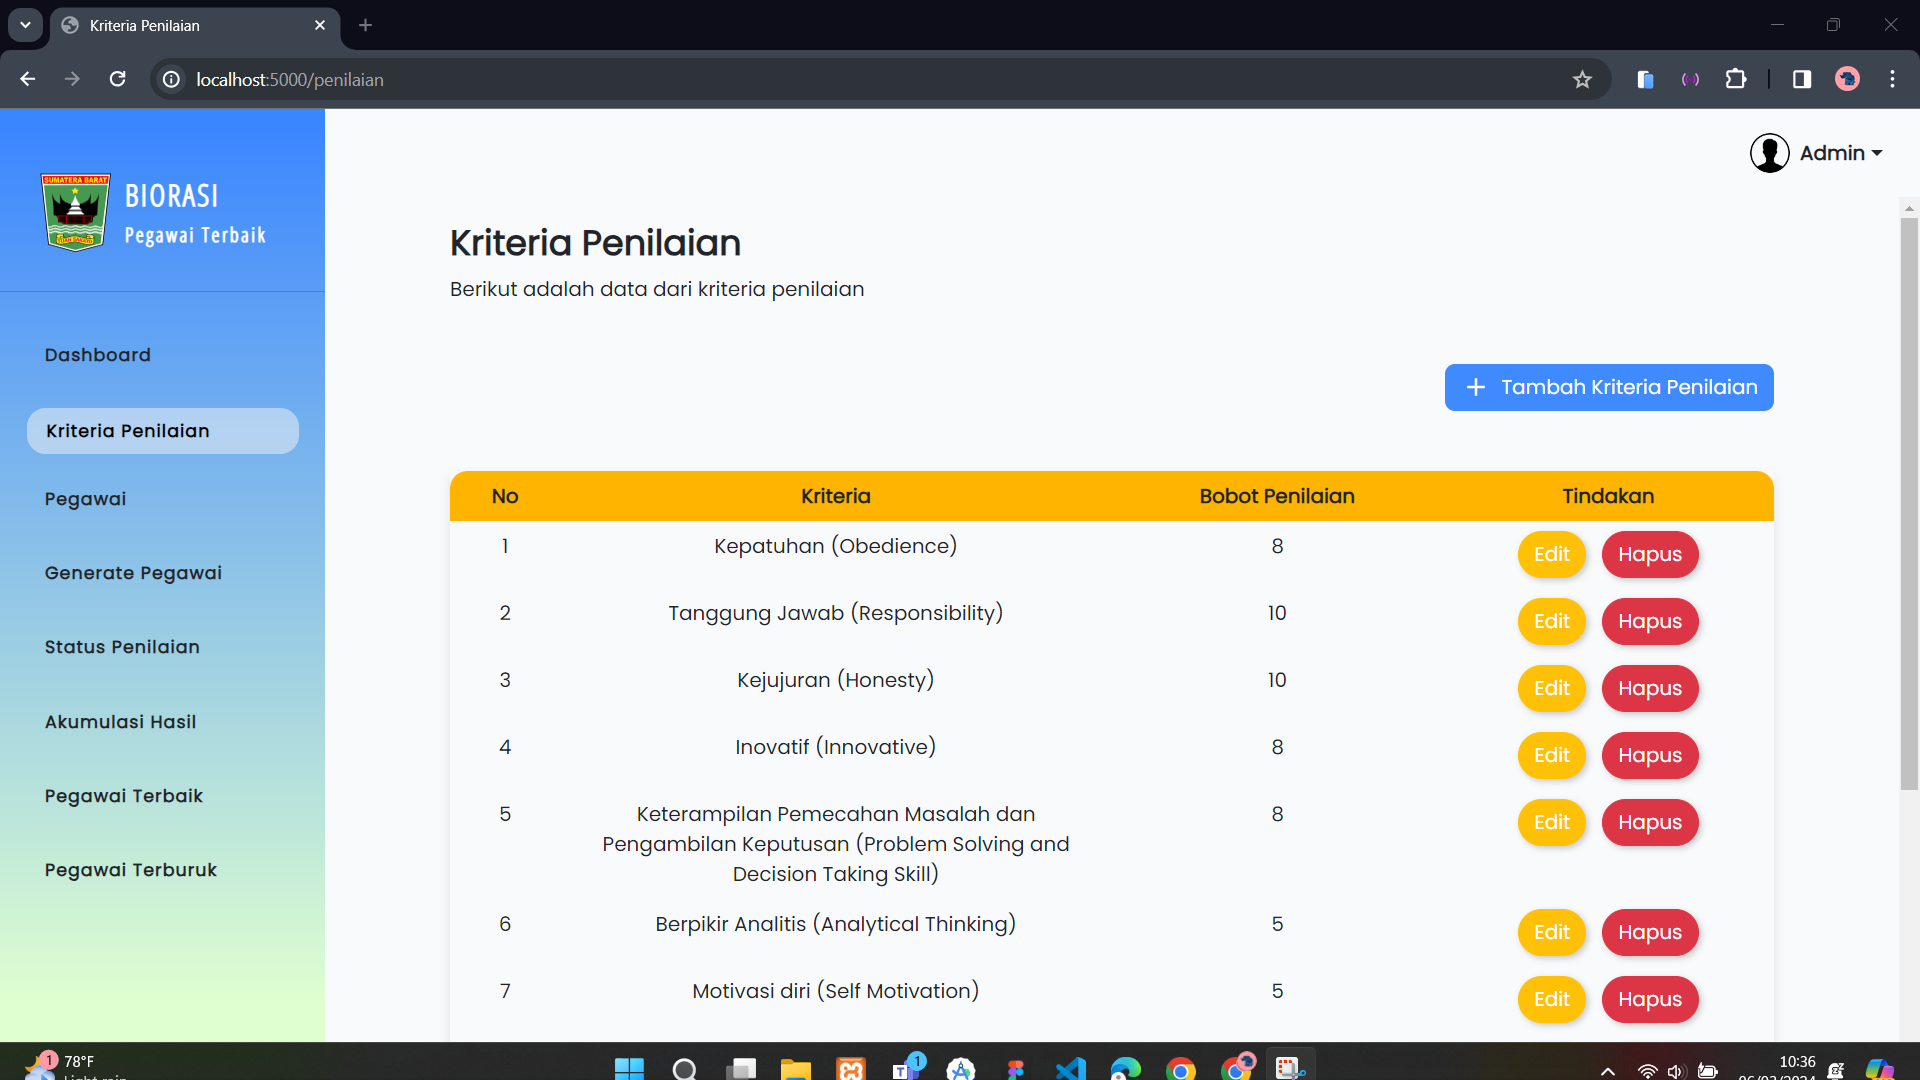 Kriteria Penilaian
localhost:5000/penilaian
Admin
SUMATERA BARAT
BIORASI
Pegawai Terbaik
Dashboard
Kriteria Penilaian
Pegawai
Generate Pegawai
Status Penilaian
Akumulasi Hasil
Pegawai Terbaik
Pegawai Terburuk
Kriteria Penilaian
Berikut adalah data dari kriteria penilaian
+ Tambah Kriteria Penilaian
No Kriteria Bobot Penilaian Tindakan
1 Kepatuhan (Obedience) 8 Edit Hapus
2 Tanggung Jawab (Responsibility) 10 Edit Hapus
3 Kejujuran (Honesty) 10 Edit Hapus
4 Inovatif (Innovative) 8 Edit Hapus
5 Keterampilan Pemecahan Masalah dan 8 Edit Hapus
Pengambilan Keputusan (Problem Solving and
Decision Taking Skill)
6 Berpikir Analitis (Analytical Thinking) 5 Edit Hapus
7 Motivasi diri (Self Motivation) 5 Edit Hapus
1 78°F
Light rain
1
10:36